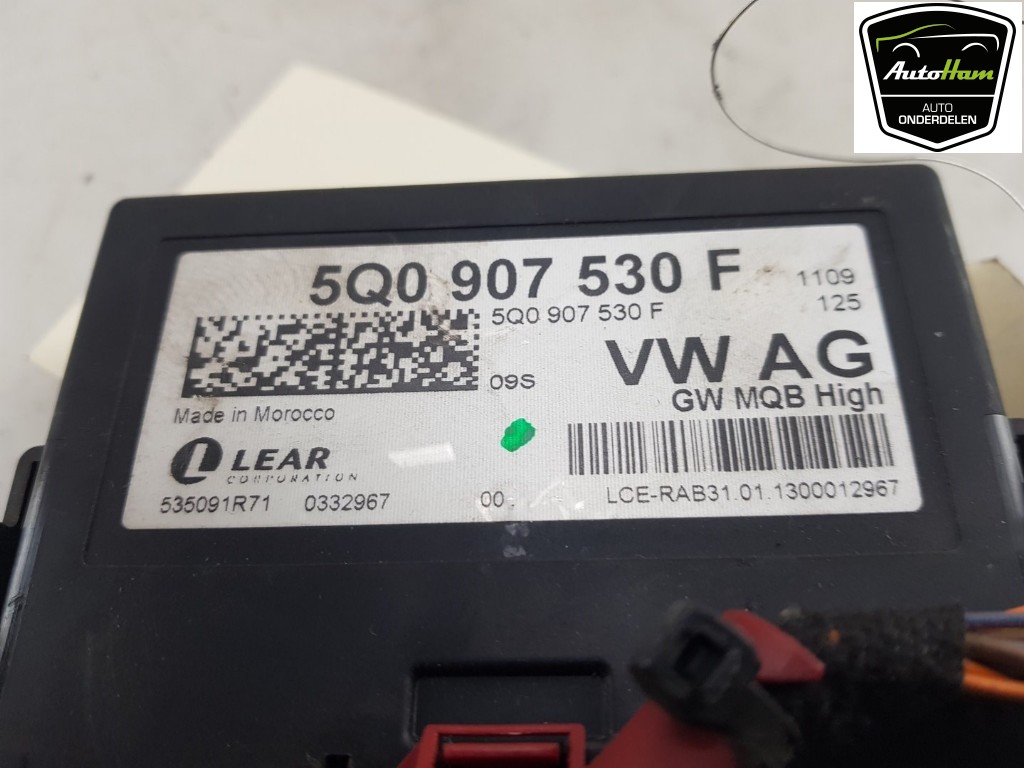 AutoHam
AUTO
ONDERDELEN
5Q0 907 530 F
1109
5Q0 907 530 F
125
VW AG
09S
GW MQB High
Made in Morocco
LEAR
CORPORATION
535091R71 0332967 00 LCE-RAB31.01.1300012967